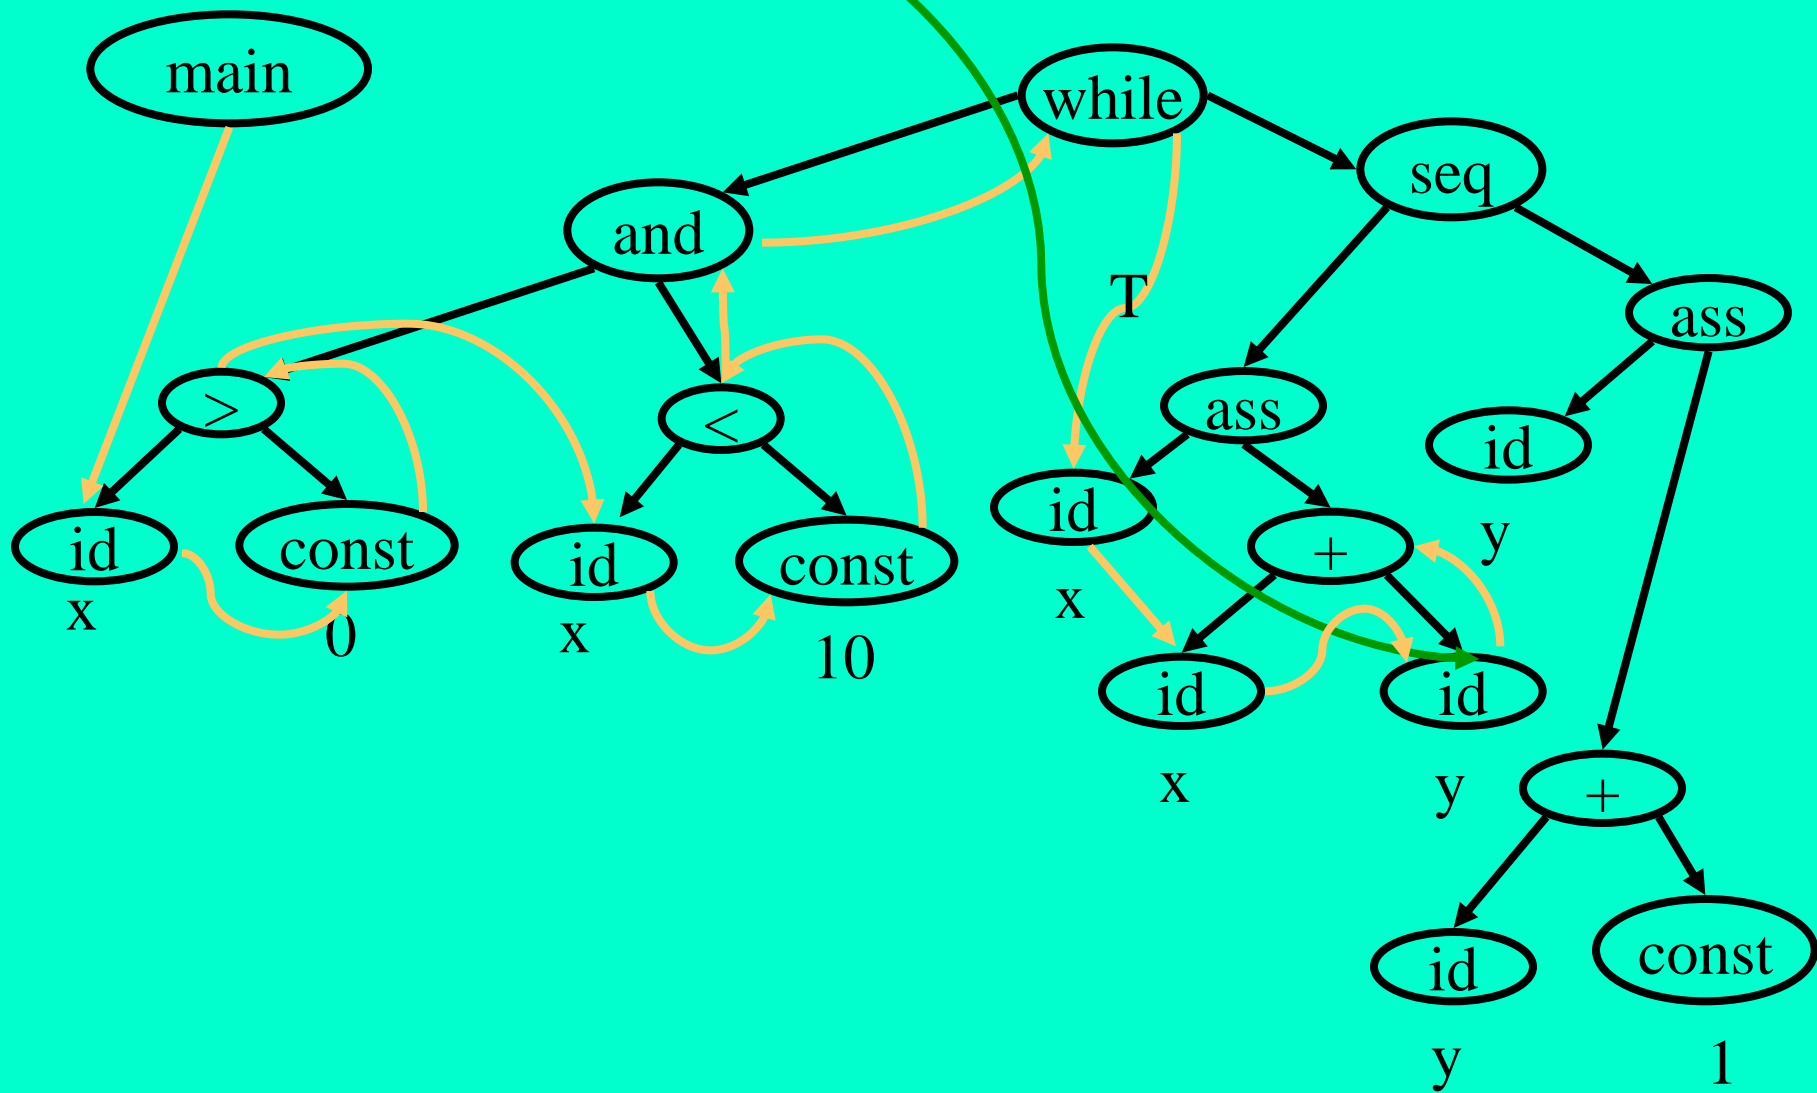 main
while
seq
and
T
ass
>
<
ass
id
id
const
id
const
id
+
y
x
0
x
10
x
id
id
x
y
+
id
const
y
1